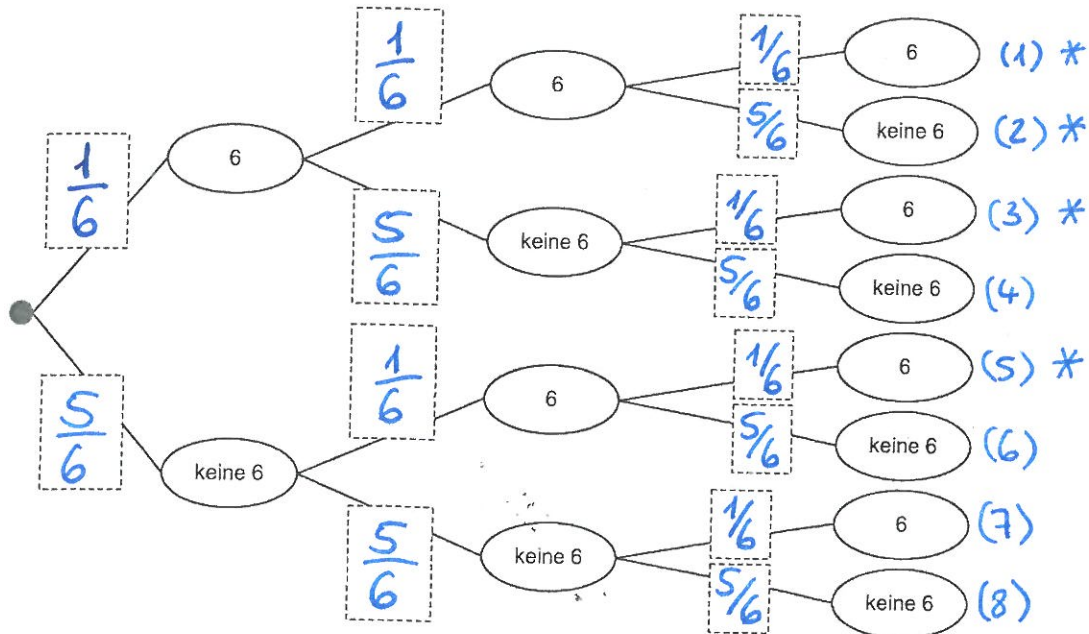 1/6
6
1/6 6 (1) *
5/6 keine 6 (2) *
1/6
6
5/6
keine 6
1/6 6 (3) *
5/6 keine 6 (4)
5/6
keine 6
1/6
6
1/6 6 (5) *
5/6 keine 6 (6)
5/6
keine 6
1/6 6 (7)
5/6 keine 6 (8)